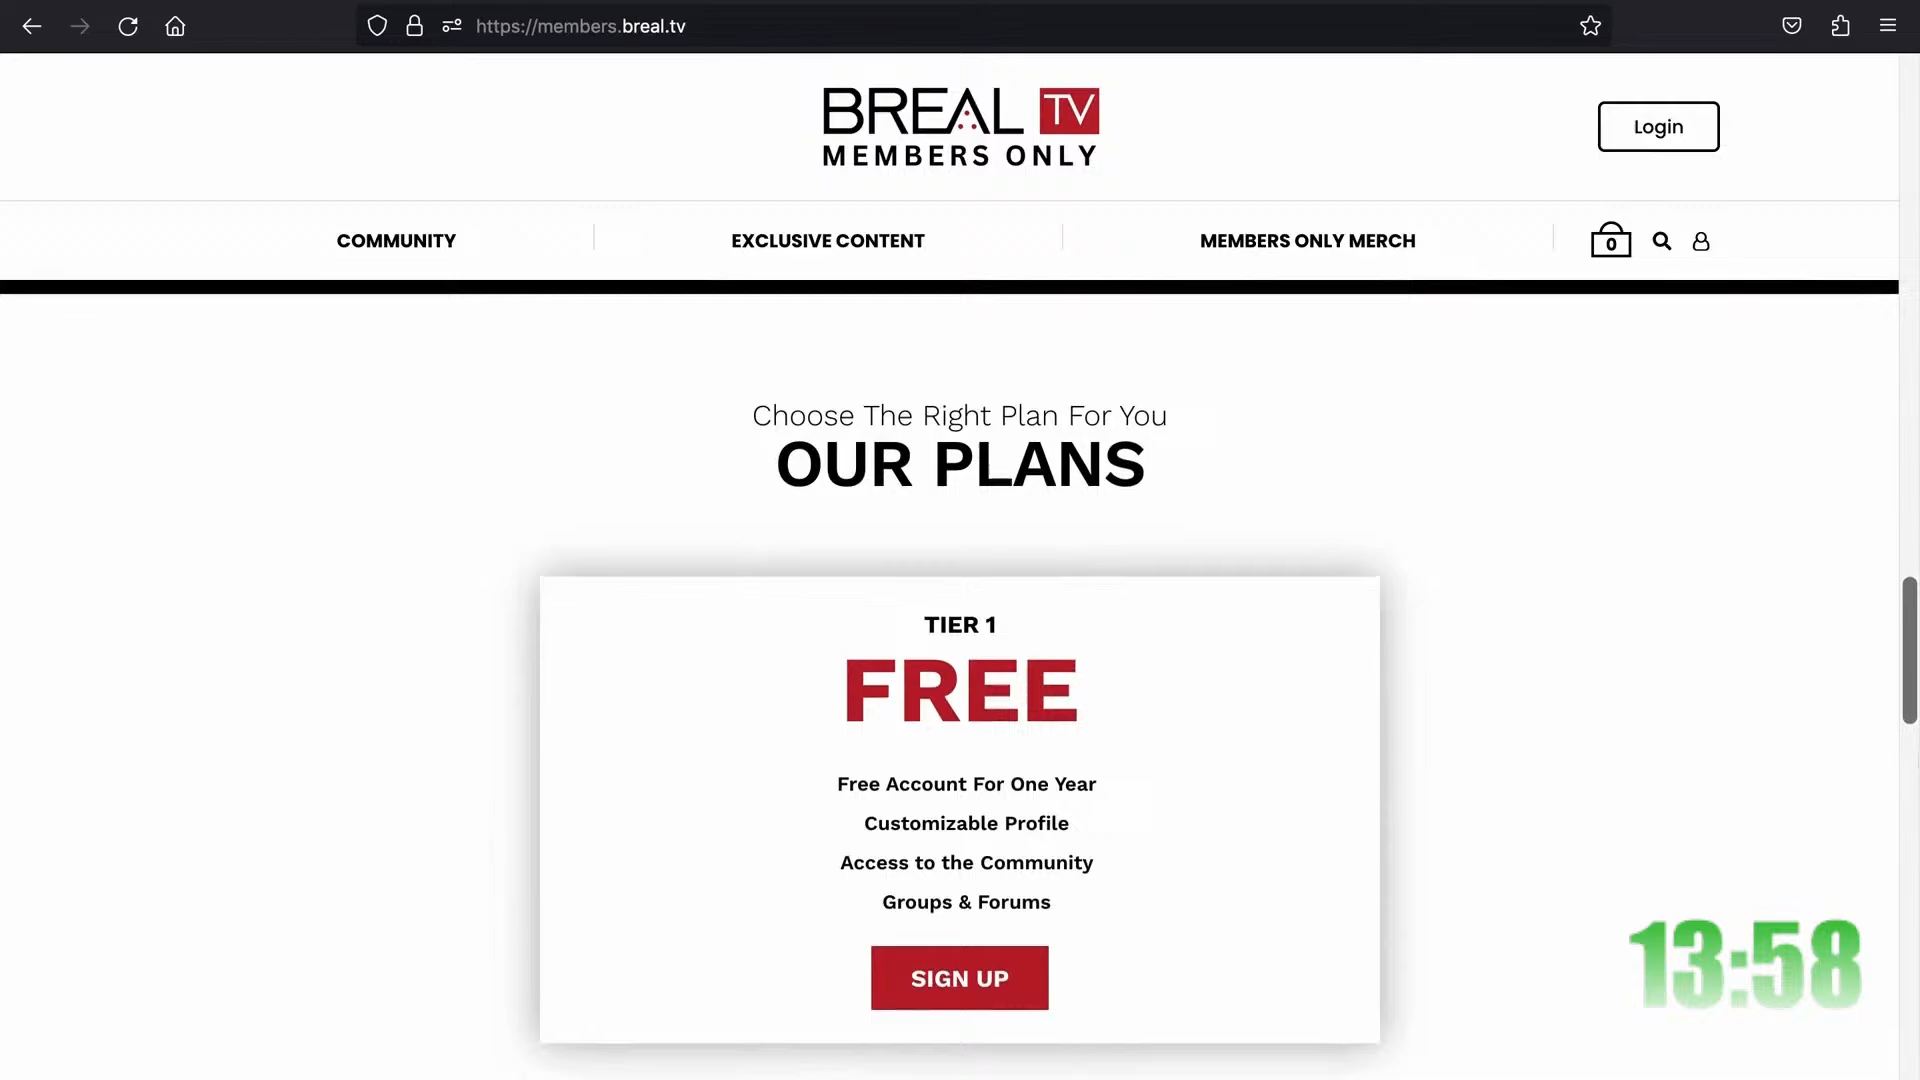 https://members.breal.tv
BREAL TV
MEMBERS ONLY
Login
COMMUNITY
EXCLUSIVE CONTENT
MEMBERS ONLY MERCH
0
Choose The Right Plan For You
OUR PLANS
TIER 1
FREE
Free Account For One Year
Customizable Profile
Access to the Community
Groups & Forums
SIGN UP
13:58